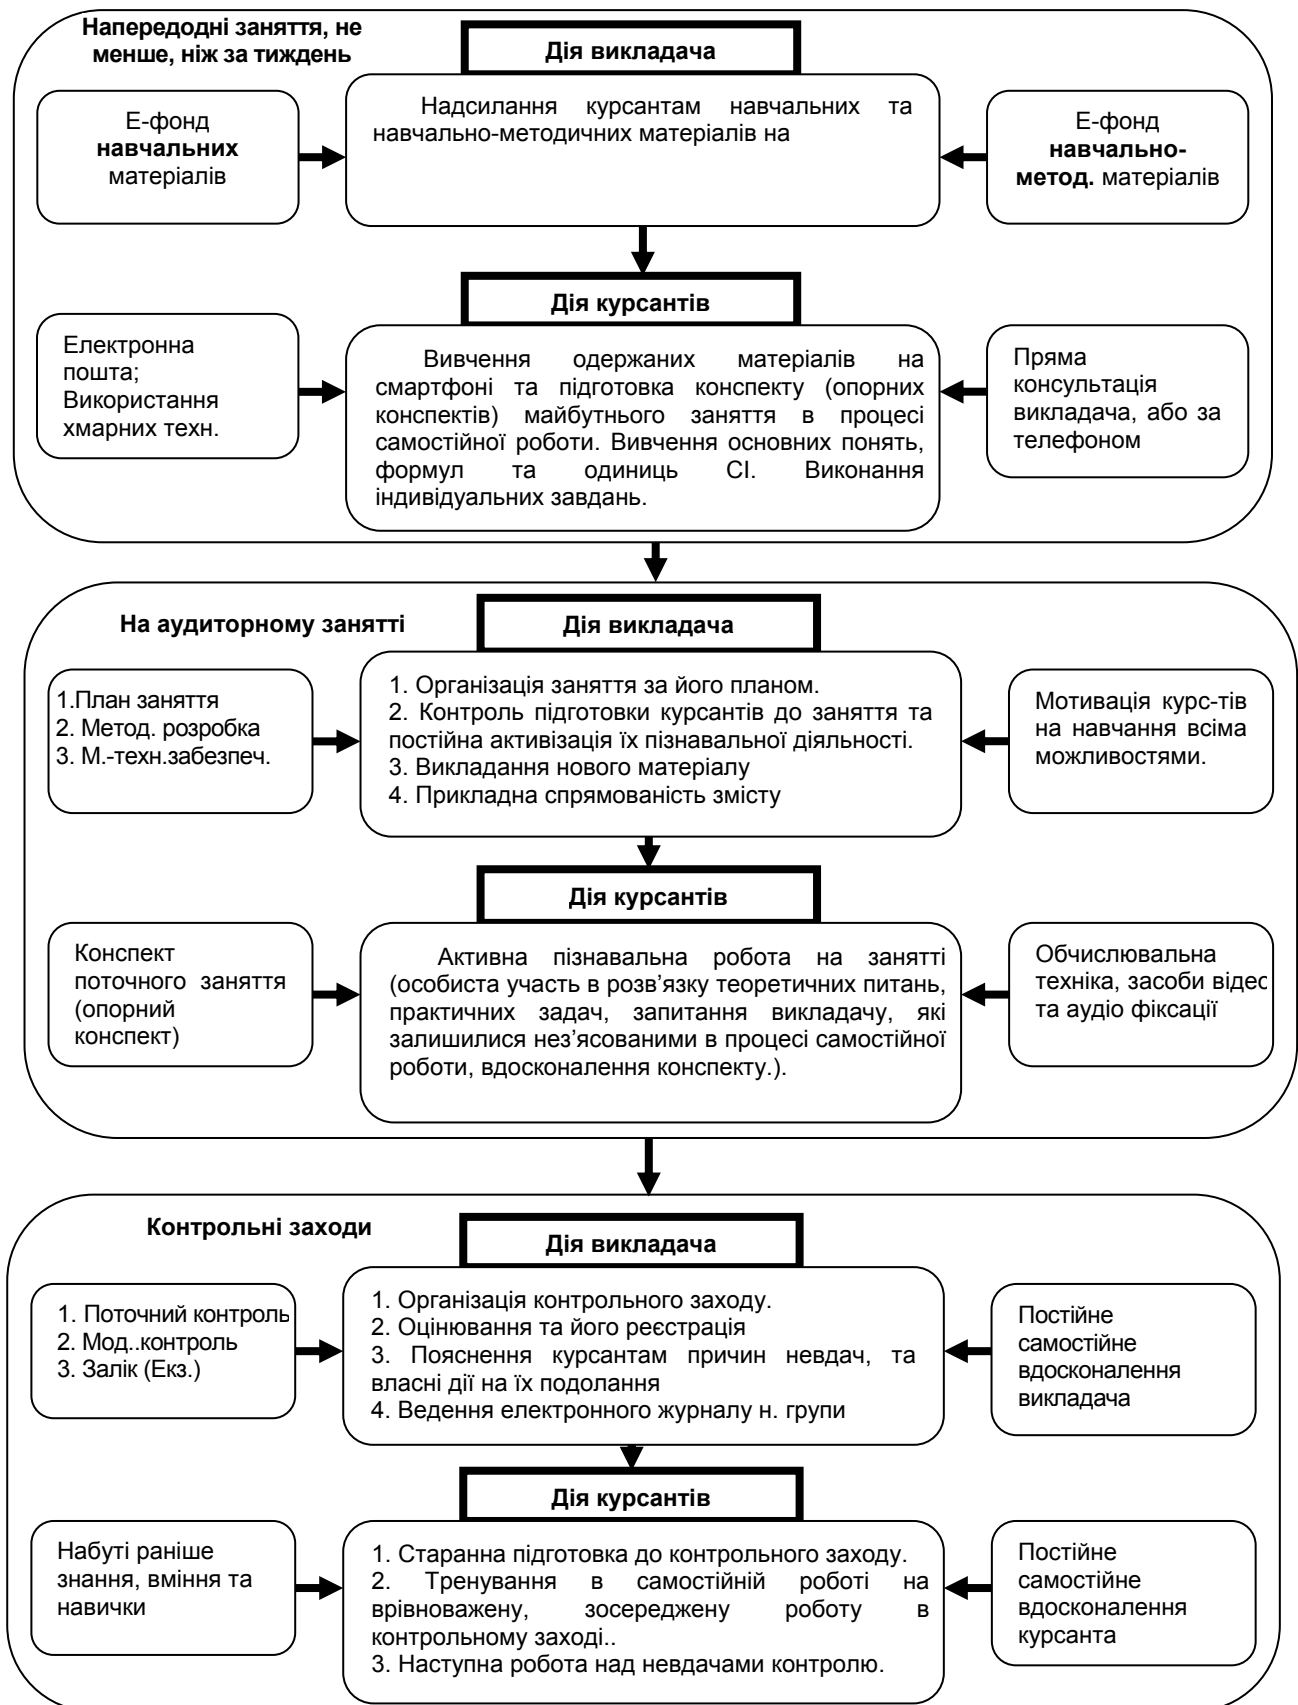 Напередодні заняття, не
менше, ніж за тиждень
Дія викладача
Е-фонд
навчальних
матеріалів
Надсилання курсантам навчальних та
навчально-методичних матеріалів на
Е-фонд
навчально-
метод. матеріалів
Дія курсантів
Електронна
пошта;
Використання
хмарних техн.
Вивчення одержаних матеріалів на
смартфоні та підготовка конспекту (опорних
конспектів) майбутнього заняття в процесі
самостійної роботи. Вивчення основних понять,
формул та одиниць СІ. Виконання
індивідуальних завдань.
Пряма
консультація
викладача, або за
телефоном
На аудиторному занятті
Дія викладача
1.План заняття
2. Метод. розробка
3. М.-техн.забезпеч.
1. Організація заняття за його планом.
2. Контроль підготовки курсантів до заняття та
постійна активізація їх пізнавальної діяльності.
3. Викладання нового матеріалу
4. Прикладна спрямованість змісту
Мотивація курс-тів
на навчання всіма
можливостями.
Дія курсантів
Конспект
поточного заняття
(опорний
конспект)
Активна пізнавальна робота на занятті
(особиста участь в розв’язку теоретичних питань,
практичних задач, запитання викладачу, які
залишилися нез’ясованими в процесі самостійної
роботи, вдосконалення конспекту.).
Обчислювальна
техніка, засоби відео
та аудіо фіксації
Контрольні заходи
Дія викладача
1. Поточний контроль
2. Мод..контроль
3. Залік (Екз.)
1. Організація контрольного заходу.
2. Оцінювання та його реєстрація
3. Пояснення курсантам причин невдач, та
власні дії на їх подолання
4. Ведення електронного журналу н. групи
Постійне
самостійне
вдосконалення
викладача
Дія курсантів
Набуті раніше
знання, вміння та
навички
1. Старанна підготовка до контрольного заходу.
2. Тренування в самостійній роботі на
врівноважену, зосереджену роботу в
контрольному заході..
3. Наступна робота над невдачами контролю.
Постійне
самостійне
вдосконалення
курсанта